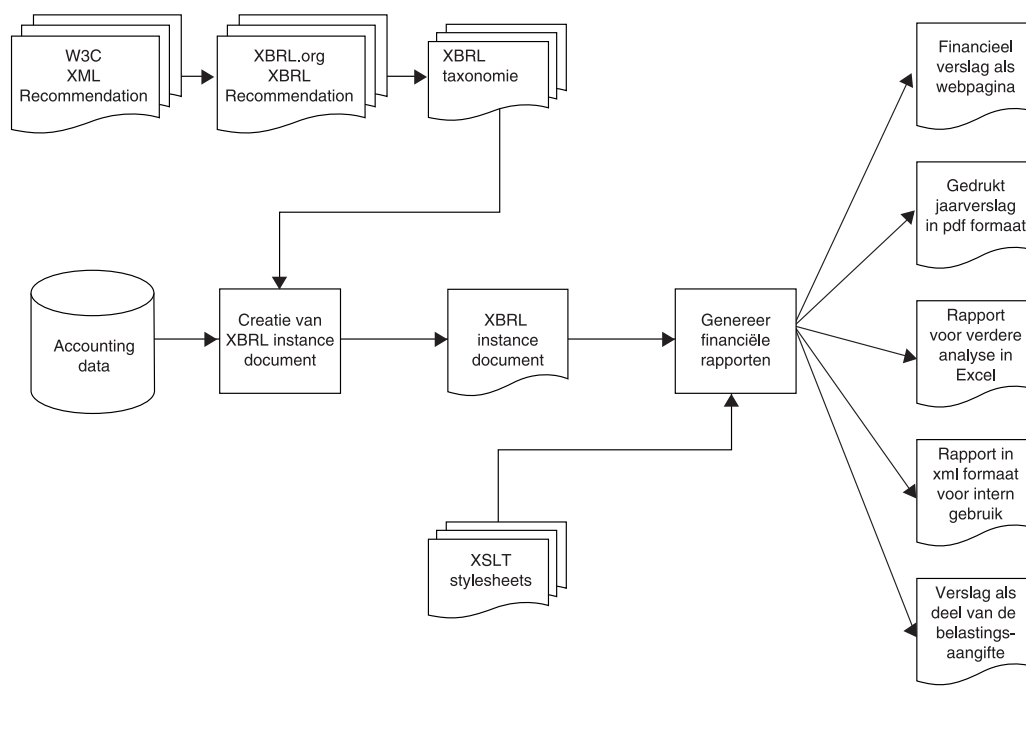 W3C
XML
Recommendation
XBRL.org
XBRL
Recommendation
XBRL
taxonomie
Accounting
data
Creatie van
XBRL instance
document
XBRL
instance
document
Genereer
financiële
rapporten
XSLT
stylesheets
Financieel
verslag als
webpagina
Gedrukt
jaarverslag
in pdf formaat
Rapport
voor verdere
analyse in
Excel
Rapport in
xml formaat
voor intern
gebruik
Verslag als
deel van de
belastings-
aangifte